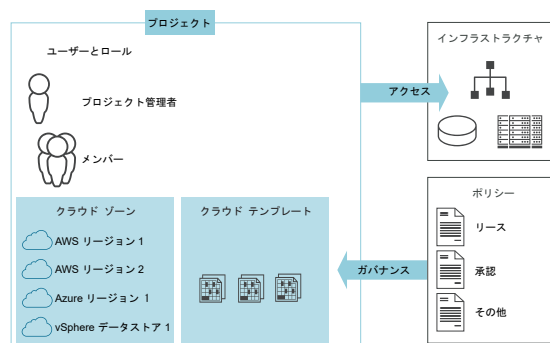 プロジェクト
ユーザーとロール
プロジェクト管理者
メンバー
クラウド ゾーン
AWS リージョン 1
AWS リージョン 2
Azure リージョン 1
vSphere データストア 1
クラウド テンプレート
アクセス
インフラストラクチャ
ガバナンス
ポリシー
リース
承認
その他